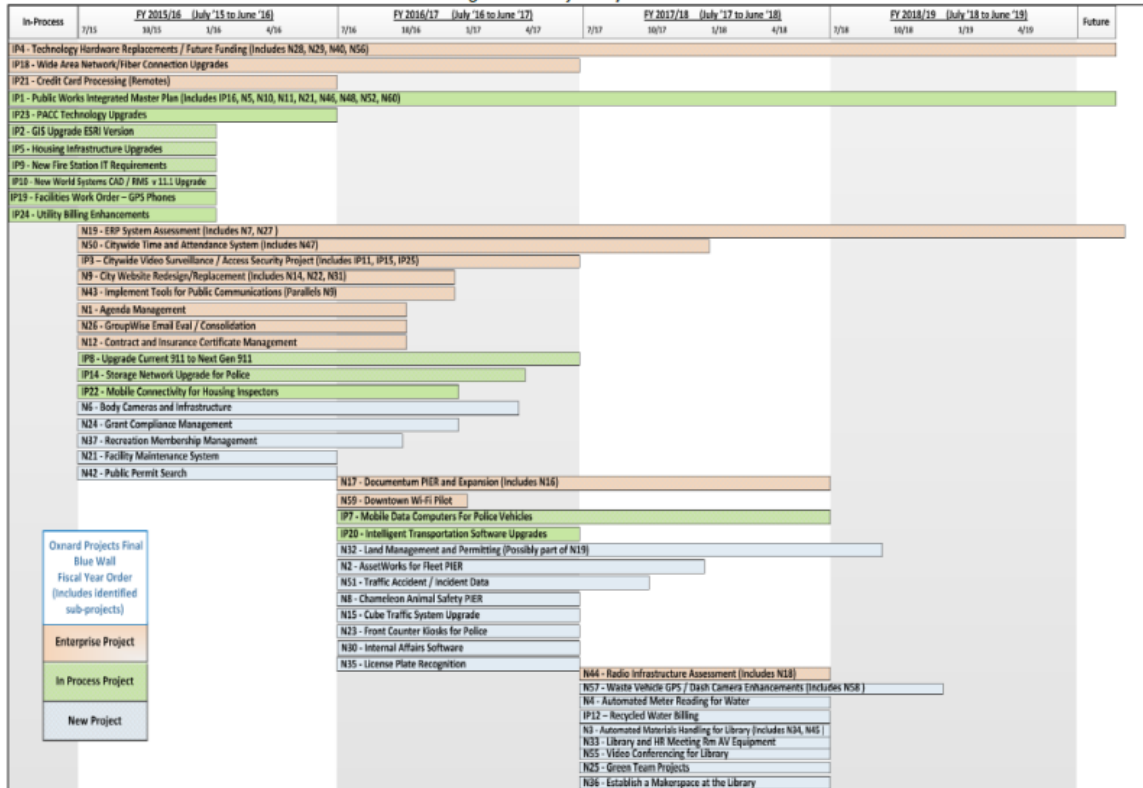 In-Process
FY 2015/16 (July '15 to June '16)
FY 2016/17 (July '16 to June '17)
FY 2017/18 (July '17 to June '18)
FY 2018/19 (July '18 to June '19)
Future
7/15 10/15 1/16 4/16 7/16 10/16 1/17 4/17 7/17 10/17 1/18 4/18 7/18 10/18 1/19 4/19
IP4 - Technology Hardware Replacements / Future Funding (Includes N28, N29, N40, N56)
IP18 - Wide Area Network/Fiber Connection Upgrades
IP21 - Credit Card Processing (Remotes)
IP1 - Public Works Integrated Master Plan (Includes IP16, N5, N10, N11, N21, N46, N48, N52, N60)
IP23 - PACC Technology Upgrades
IP2 - GIS Upgrade ESRI Version
IP5 - Housing Infrastructure Upgrades
IP9 - New Fire Station IT Requirements
IP10 - New World Systems CAD / RMS v 11.1 Upgrade
IP19 - Facilities Work Order – GPS Phones
IP24 - Utility Billing Enhancements
N19 - ERP System Assessment (Includes N7, N27 )
N50 - Citywide Time and Attendance System (Includes N47)
IP3 – Citywide Video Surveillance / Access Security Project (Includes IP11, IP15, IP25)
N9 - City Website Redesign/Replacement (Includes N14, N22, N31)
N43 - Implement Tools for Public Communications (Parallels N9)
N1 - Agenda Management
N26 - GroupWise Email Eval / Consolidation
N12 - Contract and Insurance Certificate Management
IP8 - Upgrade Current 911 to Next Gen 911
IP14 - Storage Network Upgrade for Police
IP22 - Mobile Connectivity for Housing Inspectors
N6 - Body Cameras and Infrastructure
N24 - Grant Compliance Management
N37 - Recreation Membership Management
N21 - Facility Maintenance System
N42 - Public Permit Search
N17 - Documentum PIER and Expansion (Includes N16)
N59 - Downtown Wi-Fi Pilot
IP7 - Mobile Data Computers For Police Vehicles
IP20 - Intelligent Transportation Software Upgrades
N32 - Land Management and Permitting (Possibly part of N19)
N2 - AssetWorks for Fleet PIER
N51 - Traffic Accident / Incident Data
N8 - Chameleon Animal Safety PIER
N15 - Cube Traffic System Upgrade
N23 - Front Counter Kiosks for Police
N30 - Internal Affairs Software
N35 - License Plate Recognition
N44 - Radio Infrastructure Assessment (Includes N18)
N57 - Waste Vehicle GPS / Dash Camera Enhancements (Includes N58 )
N4 - Automated Meter Reading for Water
IP12 – Recycled Water Billing
N3 - Automated Materials Handling for Library (Includes N34, N45 )
N33 - Library and HR Meeting Rm AV Equipment
N55 - Video Conferencing for Library
N25 - Green Team Projects
N36 - Establish a Makerspace at the Library
Oxnard Projects Final
Blue Wall
Fiscal Year Order
(Includes identified
sub-projects)
Enterprise Project
In Process Project
New Project